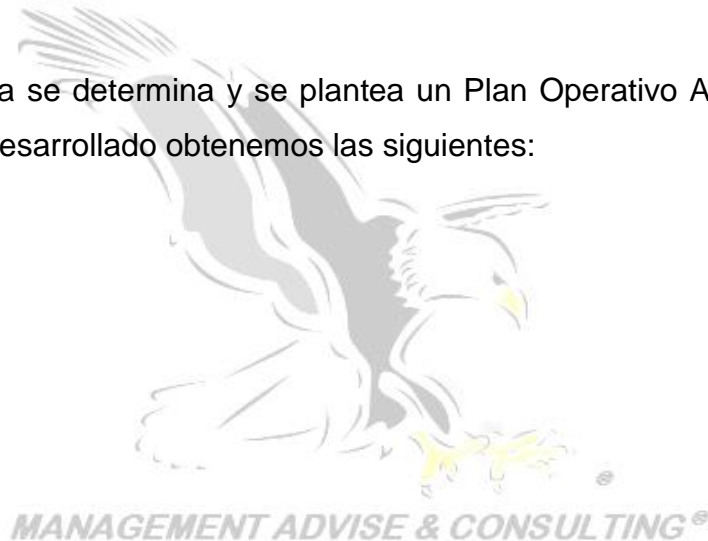 a se determina y se plantea un Plan Operativo A
esarrollado obtenemos las siguientes:
MANAGEMENT ADVISE & CONSULTING ®